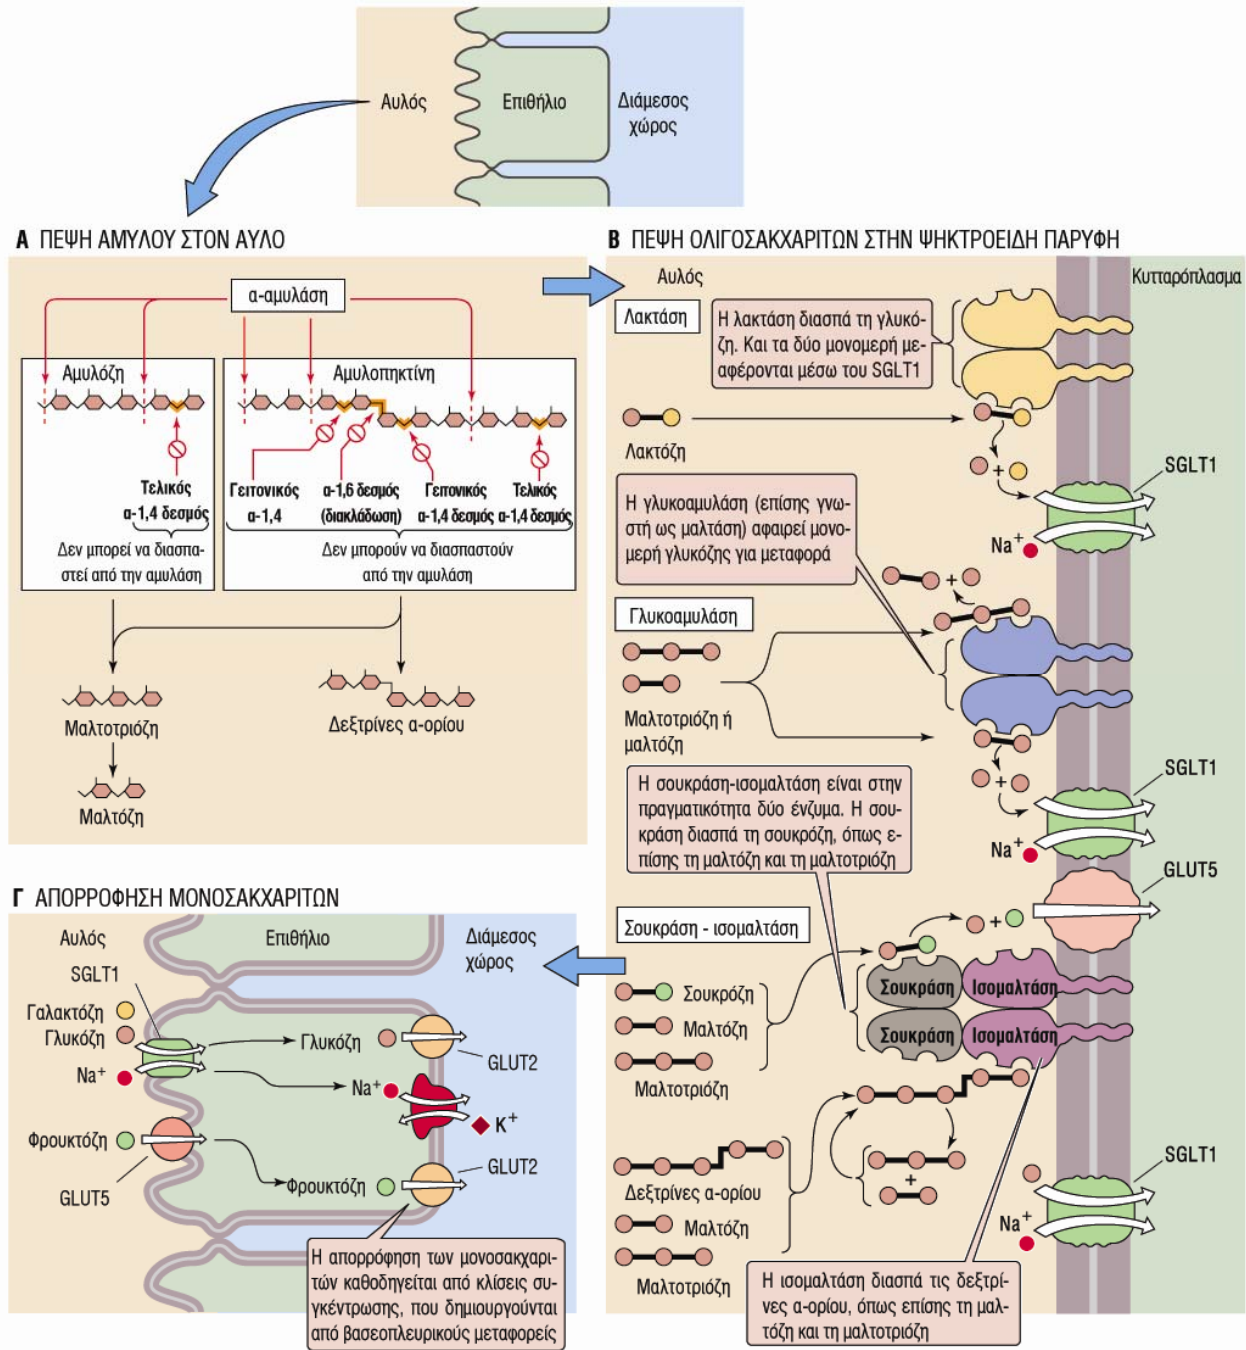 Αυλός
Επιθήλιο
Διάμεσος
χώρος
Α ΠΕΨΗ ΑΜΥΛΟΥ ΣΤΟΝ ΑΥΛΟ
α-αμυλάση
Αμυλόζη
Αμυλοπηκτίνη
Τελικός
α-1,4 δεσμός
Γειτονικός
α-1,4
α-1,6 δεσμός
(διακλάδωση)
Γειτονικός
α-1,4 δεσμός
Τελικός
α-1,4 δεσμός
Δεν μπορεί να διασπα-
στεί από την αμυλάση
Δεν μπορούν να διασπαστούν
από την αμυλάση
Μαλτοτριόζη
Δεξτρίνες α-ορίου
Μαλτόζη
Β ΠΕΨΗ ΟΛΙΓΟΣΑΚΧΑΡΙΤΩΝ ΣΤΗΝ ΨΗΚΤΡΟΕΙΔΗ ΠΑΡΥΦΗ
Αυλός
Κυτταρόπλασμα
Λακτάση
Η λακτάση διασπά τη γλυκό-
ζη. Και τα δύο μονομερή με-
αφέρονται μέσω του SGLT1
Λακτόζη
+
SGLT1
Na+
Η γλυκοαμυλάση (επίσης γνω-
στή ως μαλτάση) αφαιρεί μονο-
μερή γλυκόζης για μεταφορά
+
Γλυκοαμυλάση
Μαλτοτριόζη ή
μαλτόζη
+
SGLT1
Na+
Η σουκράση-ισομαλτάση είναι στην
πραγματικότητα δύο ένζυμα. Η σου-
κράση διασπά τη σουκρόζη, όπως ε-
πίσης τη μαλτόζη και τη μαλτοτριόζη
GLUT5
Σουκράση - ισομαλτάση
+
Σουκρόζη
Μαλτόζη
Μαλτοτριόζη
Σουκράση
Ισομαλτάση
Σουκράση
Ισομαλτάση
Δεξτρίνες α-ορίου
Μαλτόζη
Μαλτοτριόζη
+
SGLT1
Na+
Η ισομαλτάση διασπά τις δεξτρί-
νες α-ορίου, όπως επίσης τη μαλ-
τόζη και τη μαλτοτριόζη
Γ ΑΠΟΡΡΟΦΗΣΗ ΜΟΝΟΣΑΚΧΑΡΙΤΩΝ
Αυλός
Επιθήλιο
Διάμεσος
χώρος
SGLT1
Γαλακτόζη
Γλυκόζη
Na+
Γλυκόζη
GLUT2
Na+
K+
Φρουκτόζη
GLUT5
Φρουκτόζη
GLUT2
Η απορρόφηση των μονοσακχαρι-
τών καθοδηγείται από κλίσεις συ-
γκέντρωσης, που δημιουργούνται
από βασεοπλευρικούς μεταφορείς